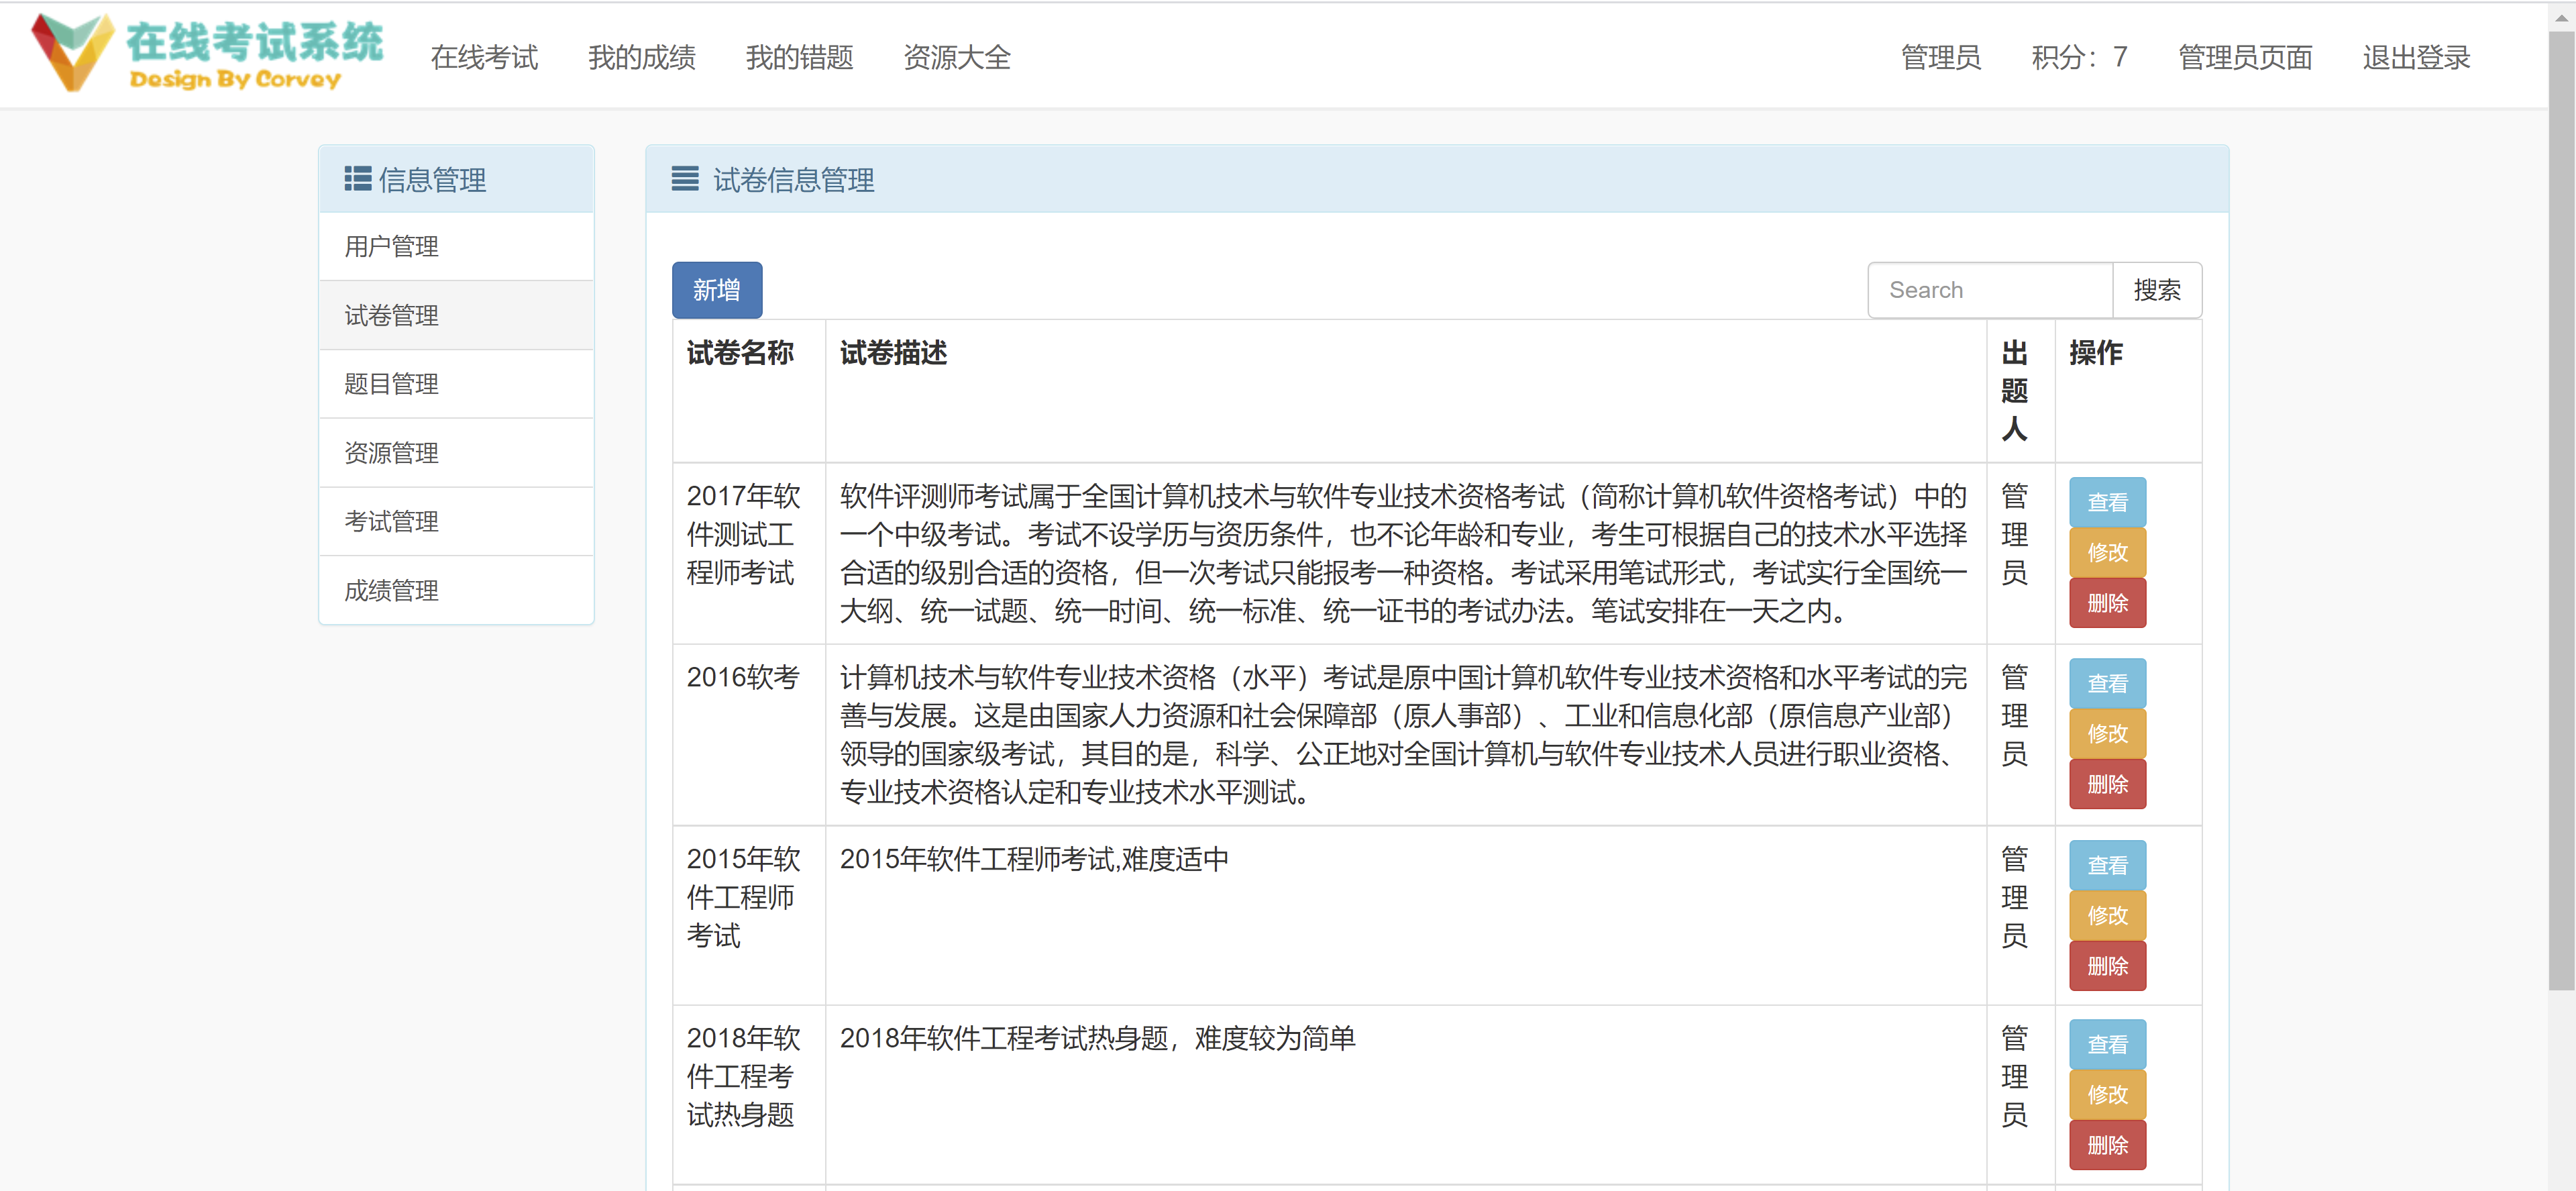 在线考试系统
Design By Corvey
在线考试
我的成绩
我的错题
资源大全
管理员
积分：7
管理员页面
退出登录
信息管理
用户管理
试卷管理
题目管理
资源管理
考试管理
成绩管理
试卷信息管理
新增
Search
搜索
试卷名称
试卷描述
出
题
人
操作
2017年软
件测试工
程师考试
软件评测师考试属于全国计算机技术与软件专业技术资格考试（简称计算机软件资格考试）中的
一个中级考试。考试不设学历与资历条件，也不论年龄和专业，考生可根据自己的技术水平选择
合适的级别合适的资格，但一次考试只能报考一种资格。考试采用笔试形式，考试实行全国统一
大纲、统一试题、统一时间、统一标准、统一证书的考试办法。笔试安排在一天之内。
管
理
员
查看
修改
删除
2016软考
计算机技术与软件专业技术资格（水平）考试是原中国计算机软件专业技术资格和水平考试的完
善与发展。这是由国家人力资源和社会保障部（原人事部）、工业和信息化部（原信息产业部）
领导的国家级考试，其目的是，科学、公正地对全国计算机与软件专业技术人员进行职业资格、
专业技术资格认定和专业技术水平测试。
管
理
员
查看
修改
删除
2015年软
件工程师
考试
2015年软件工程师考试,难度适中
管
理
员
查看
修改
删除
2018年软
件工程考
试热身题
2018年软件工程考试热身题，难度较为简单
管
理
员
查看
修改
删除